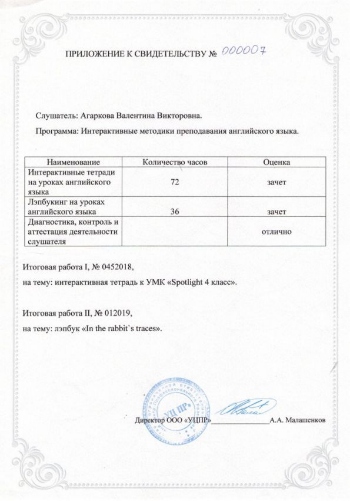 ПРИЛОЖЕНИЕ К СВИДЕТЕЛЬСТВУ № 000007
Слушатель: Агаркова Валентина Викторовна.
Программа: Интерактивные методики преподавания английского языка.
Наименование Количество часов Оценка
Интерактивные тетради
на уроках английского 72 зачет
языка
Лэпбукинг на уроках
английского языка 36 зачет
Диагностика, контроль и
аттестация деятельности отлично
слушателя
Итоговая работа I, № 0452018,
на тему: интерактивная тетрадь к УМК «Spotlight 4 класс».
Итоговая работа II, № 012019,
на тему: лэпбук «In the rabbit`s traces».
УЦ ПР
Директор ООО «УЦПР» А.А. Малашенков